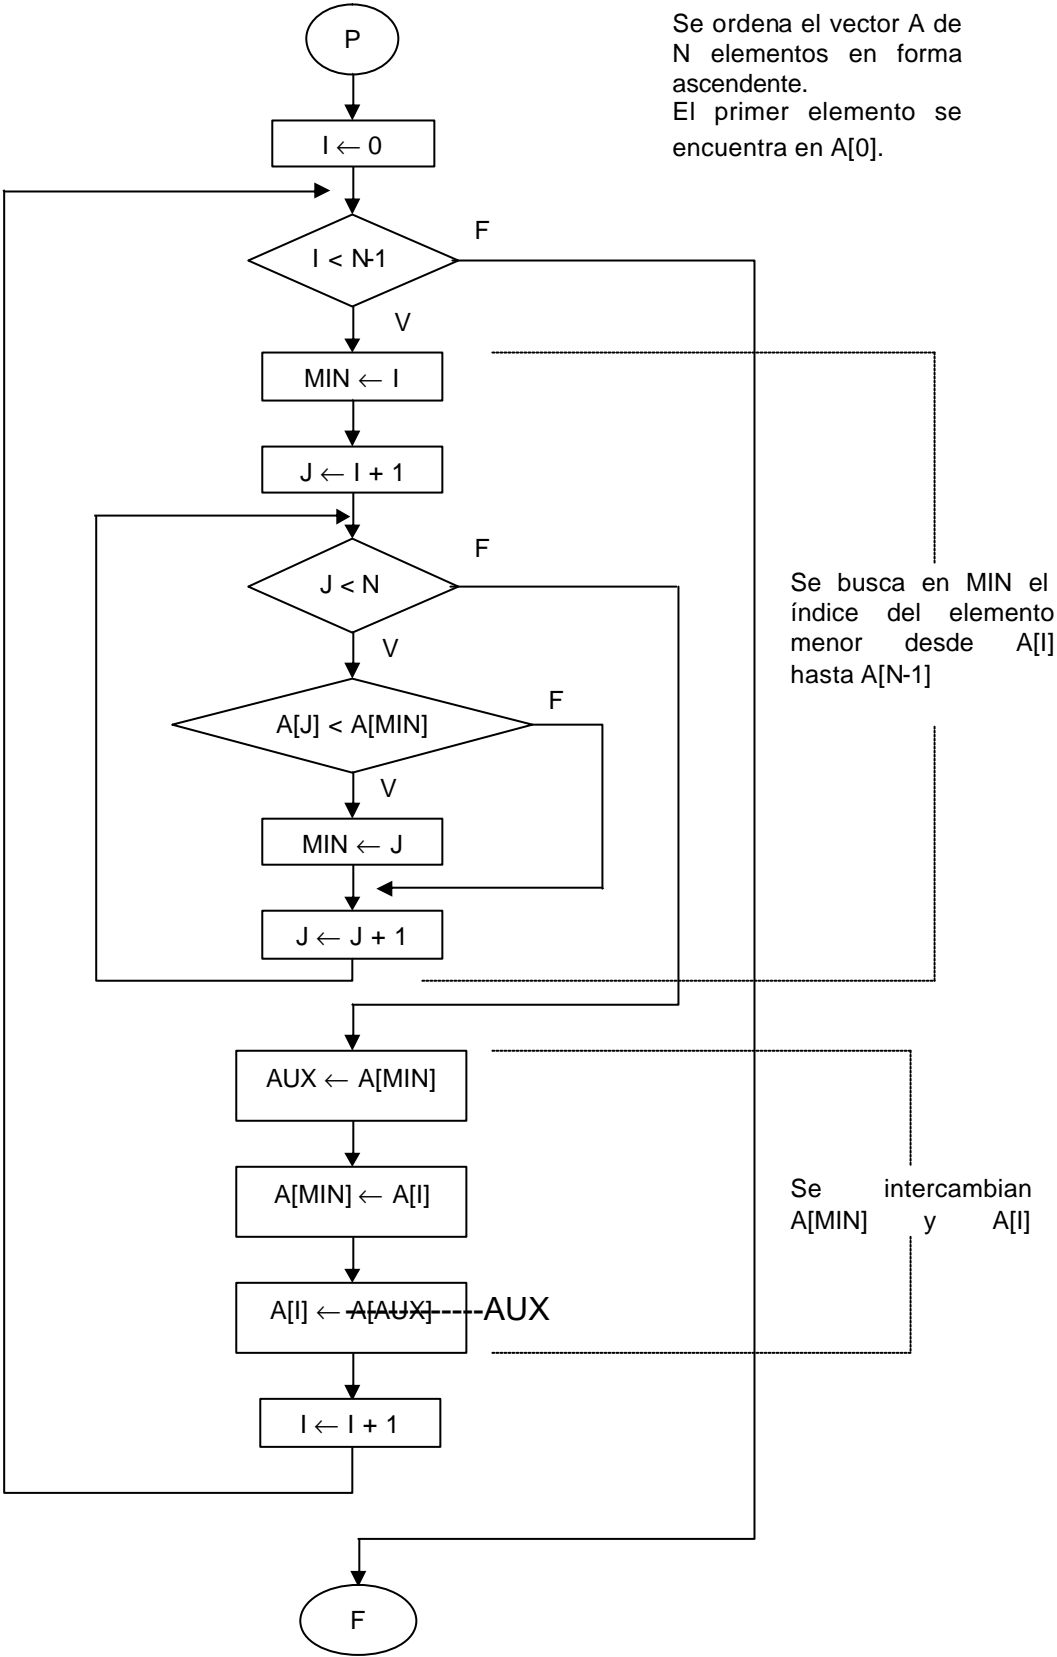 P
Se ordena el vector A de
N elementos en forma
ascendente.
El primer elemento se
encuentra en A[0].
I ← 0
I < N-1
F
V
MIN ← I
J ← I + 1
J < N
F
V
A[J] < A[MIN]
F
V
MIN ← J
J ← J + 1
Se busca en MIN el
índice del elemento
menor desde A[I]
hasta A[N-1]
AUX ← A[MIN]
A[MIN] ← A[I]
Se intercambian
A[MIN] y A[I]
A[I] ← A[AUX] AUX
I ← I + 1
F